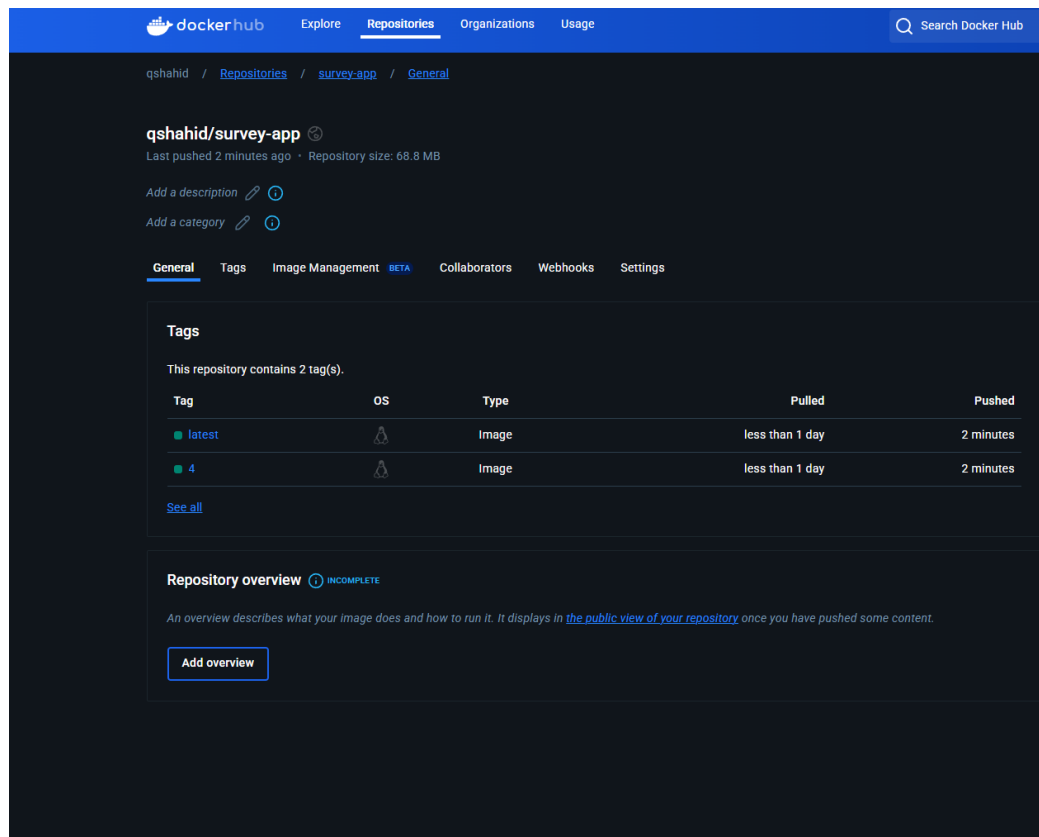 dockerhub Explore Repositories Organizations Usage Search Docker Hub
qshahid / Repositories / survey-app / General
qshahid/survey-app
Last pushed 2 minutes ago · Repository size: 68.8 MB
Add a description
Add a category
General Tags Image Management BETA Collaborators Webhooks Settings
Tags
This repository contains 2 tag(s).
Tag OS Type Pulled Pushed
latest Image less than 1 day 2 minutes
4 Image less than 1 day 2 minutes
See all
Repository overview INCOMPLETE
An overview describes what your image does and how to run it. It displays in the public view of your repository once you have pushed some content.
Add overview